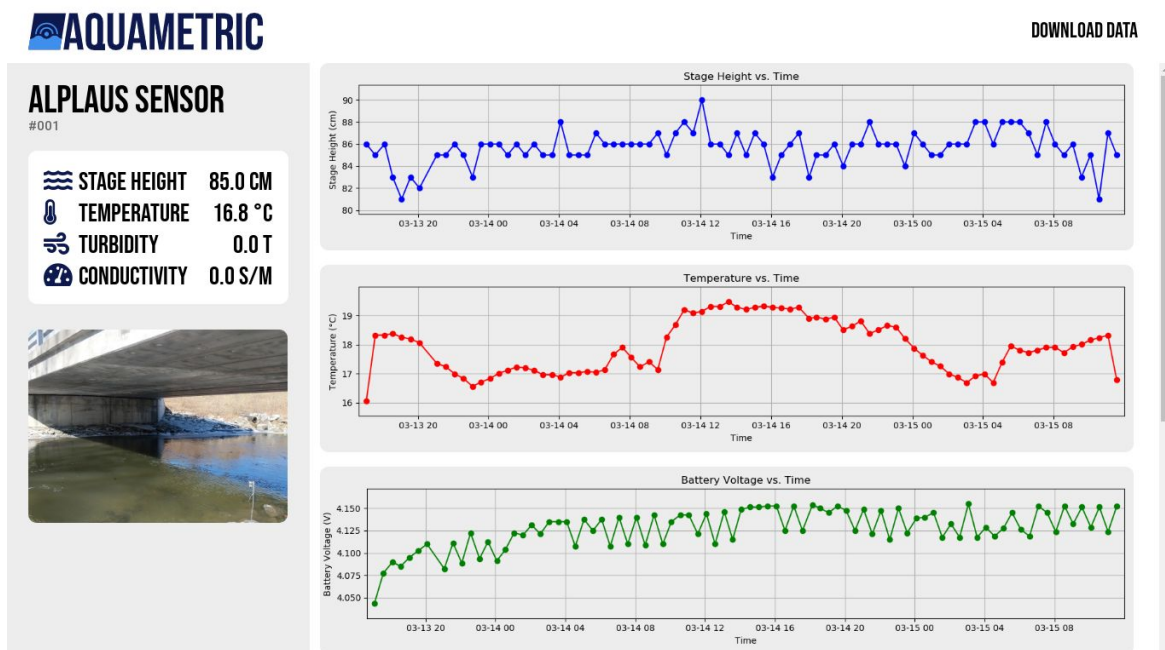 AQUAMETRIC
DOWNLOAD DATA
ALPLAUS SENSOR
#001
STAGE HEIGHT 85.0 CM
TEMPERATURE 16.8 °C
TURBIDITY 0.0 T
CONDUCTIVITY 0.0 S/M
Stage Height vs. Time
Stage Height (cm)
90
88
86
84
82
80
03-13 20 03-14 00 03-14 04 03-14 08 03-14 12 03-14 16 03-14 20 03-15 00 03-15 04 03-15 08
Time
Temperature vs. Time
Temperature (°C)
19
18
17
16
03-13 20 03-14 00 03-14 04 03-14 08 03-14 12 03-14 16 03-14 20 03-15 00 03-15 04 03-15 08
Time
Battery Voltage vs. Time
Battery Voltage (V)
4.150
4.125
4.100
4.075
4.050
03-13 20 03-14 00 03-14 04 03-14 08 03-14 12 03-14 16 03-14 20 03-15 00 03-15 04 03-15 08
Time